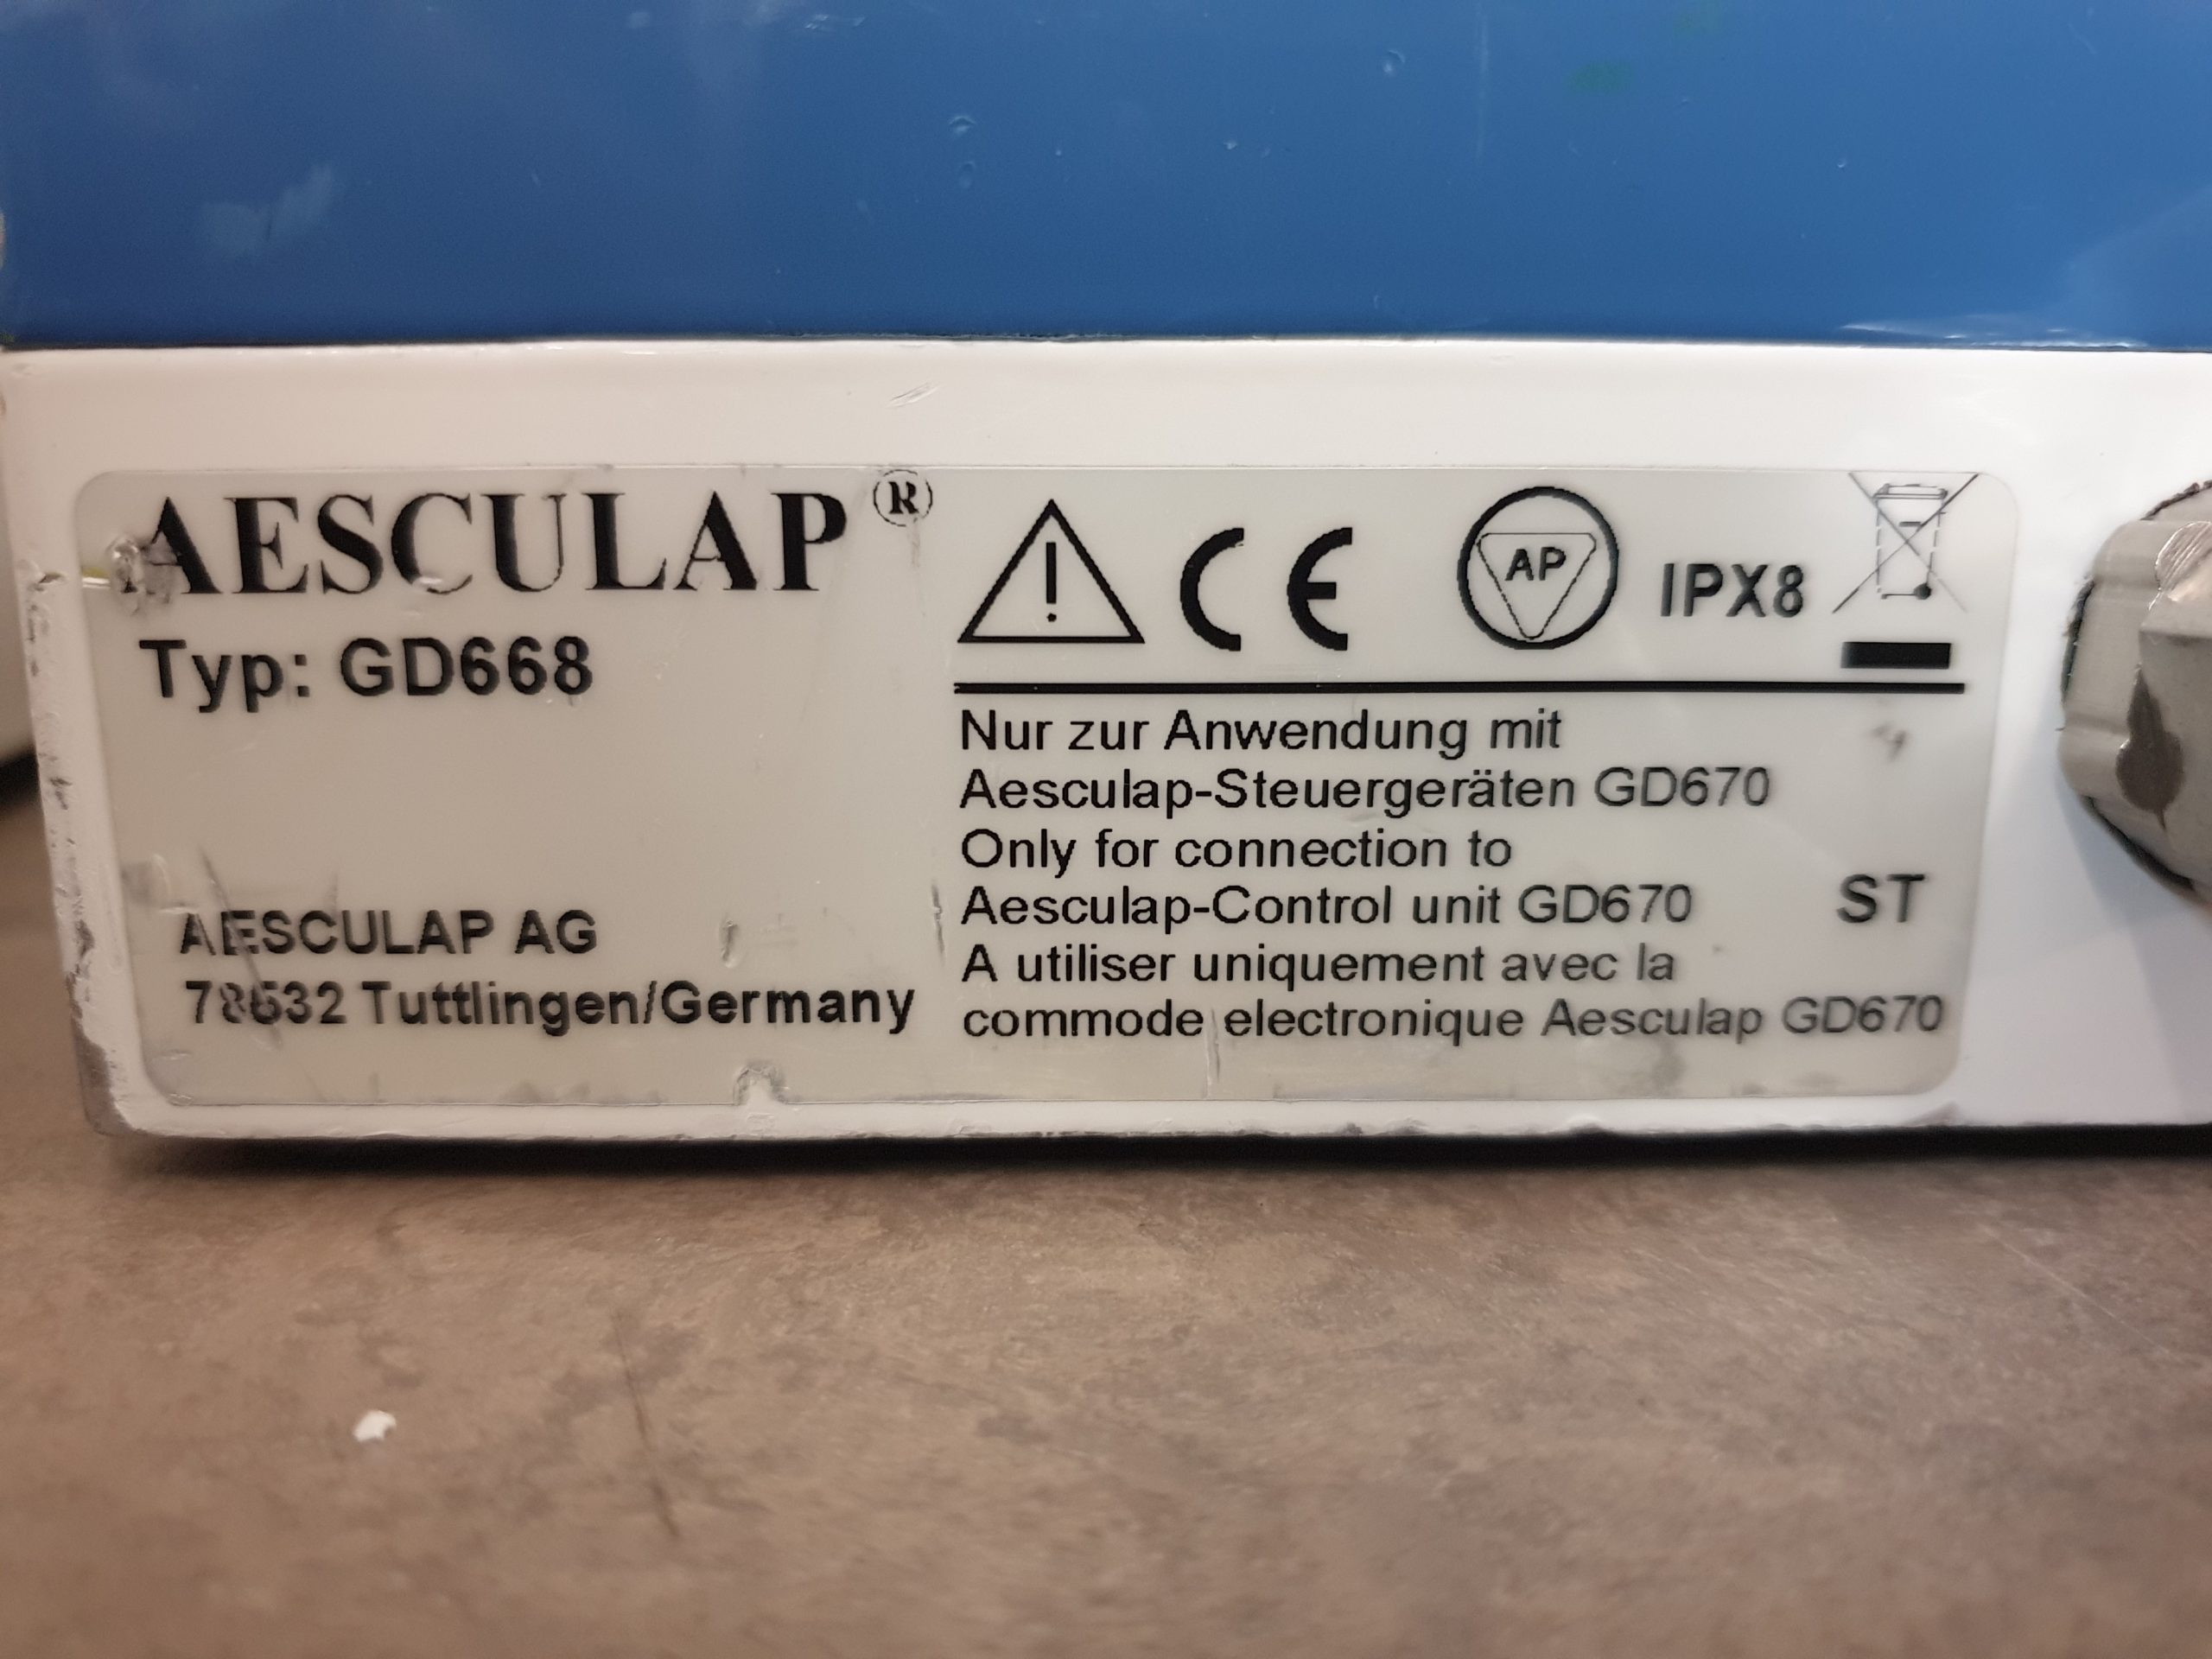 AESCULAP®
Typ: GD668
AESCULAP AG
78532 Tuttlingen/Germany
CE
AP
IPX8
Nur zur Anwendung mit
Aesculap-Steuergeräten GD670
Only for connection to
Aesculap-Control unit GD670
ST
A utiliser uniquement avec la
commode electronique Aesculap GD670